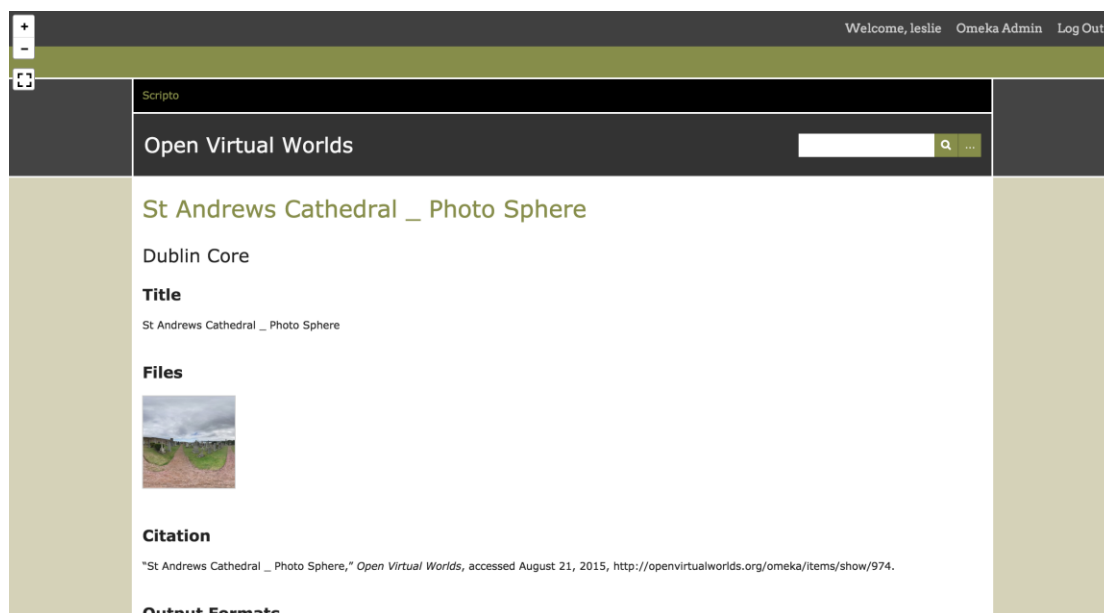 +
Welcome, leslie Omeka Admin Log Out
-
Scripto
Open Virtual Worlds
...
St Andrews Cathedral _ Photo Sphere
Dublin Core
Title
St Andrews Cathedral _ Photo Sphere
Files
Citation
“St Andrews Cathedral _ Photo Sphere,” Open Virtual Worlds, accessed August 21, 2015, http://openvirtualworlds.org/omeka/items/show/974.
Output Formats